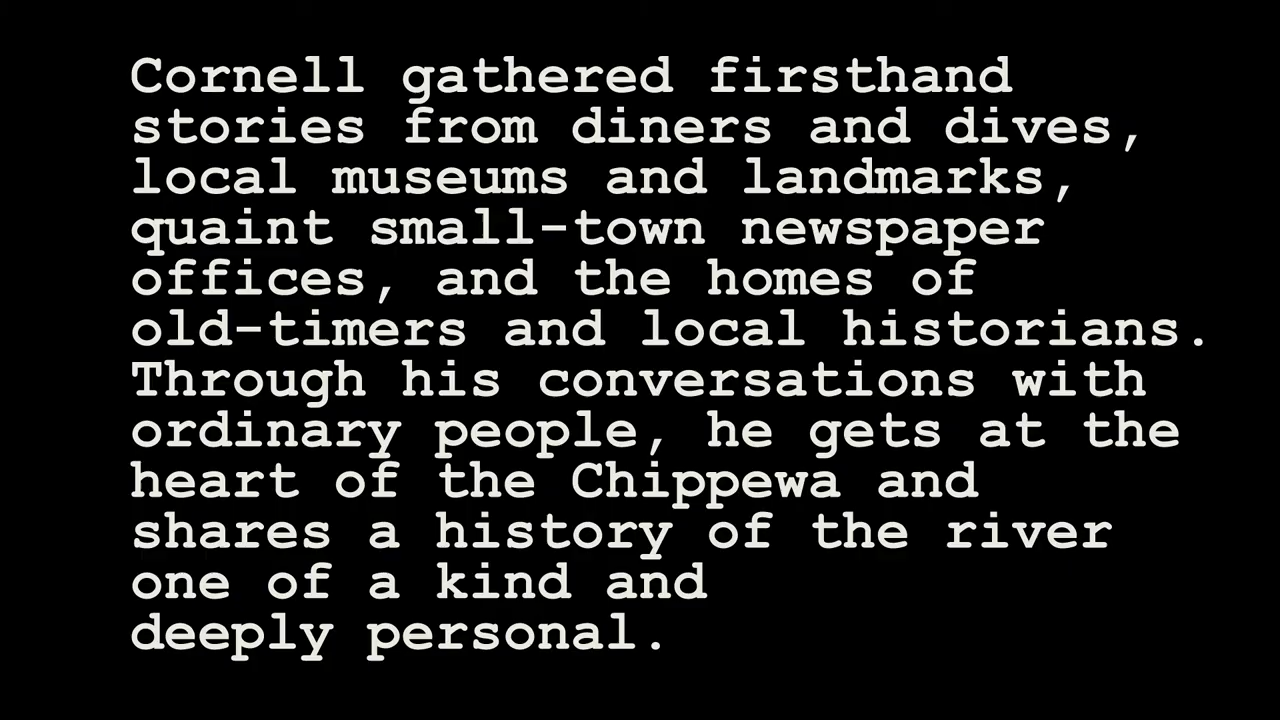 Cornell gathered firsthand
stories from diners and dives,
local museums and landmarks,
quaint small-town newspaper
offices, and the homes of
old-timers and local historians.
Through his conversations with
ordinary people, he gets at the
heart of the Chippewa and
shares a history of the river
one of a kind and
deeply personal.